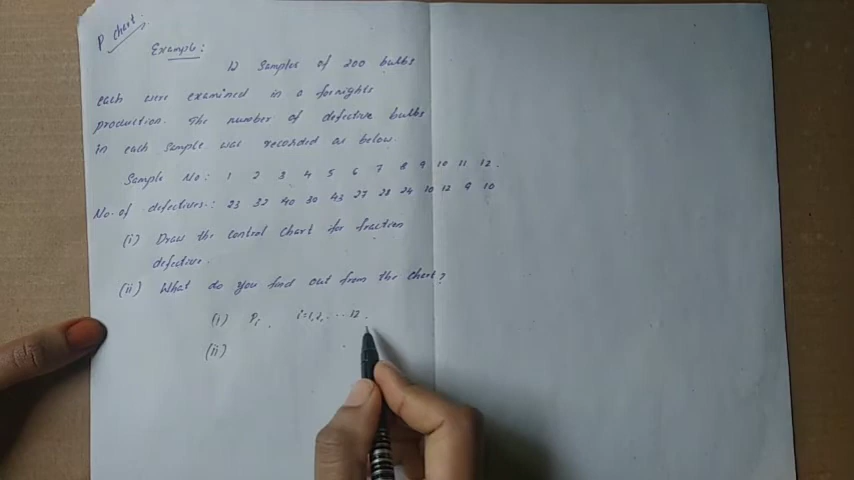 P chart
Example:
12 Samples of 200 bulbs
each were examined in a fornights
production. The number of defective bulbs
in each sample was recorded as below.
Sample No: 1 2 3 4 5 6 7 8 9 10 11 12.
No. of defectives: 23 32 40 30 43 27 28 24 10 12 9 10
(i) Draw the control chart for fraction
defective.
(ii) What do you find out from the chart?
(i) Pi, i=1,2, ... 12.
(ii)